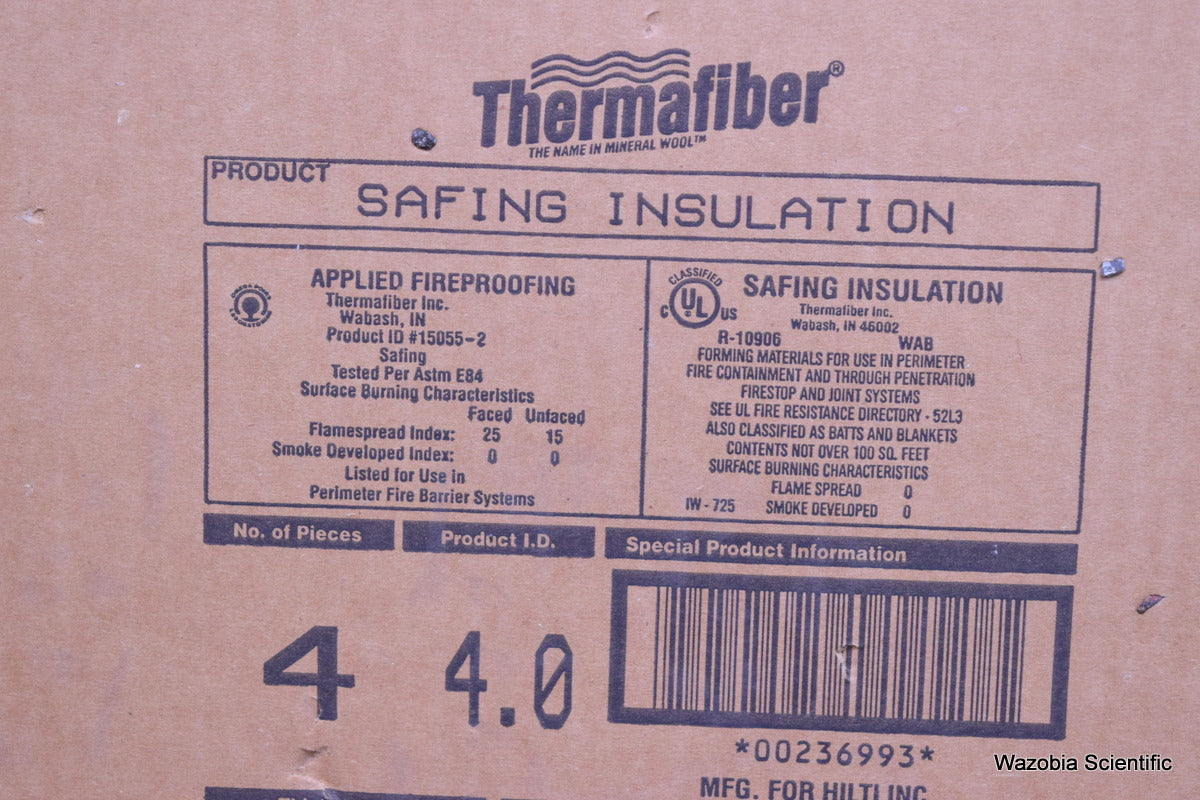 Thermafiber®
THE NAME IN MINERAL WOOL™
PRODUCT
SAFING INSULATION
APPLIED FIREPROOFING
Thermafiber Inc.
Wabash, IN
Product ID #15055-2
Safing
Tested Per Astm E84
Surface Burning Characteristics
Faced Unfaced
Flamespread Index: 25 15
Smoke Developed Index: 0 0
Listed for Use in
Perimeter Fire Barrier Systems
CLASSIFIED
C UL US
SAFING INSULATION
Thermafiber Inc.
Wabash, IN 46002
R-10906 WAB
FORMING MATERIALS FOR USE IN PERIMETER
FIRE CONTAINMENT AND THROUGH PENETRATION
FIRESTOP AND JOINT SYSTEMS
SEE UL FIRE RESISTANCE DIRECTORY - 52L3
ALSO CLASSIFIED AS BATTS AND BLANKETS
CONTENTS NOT OVER 100 SQ. FEET
SURFACE BURNING CHARACTERISTICS
FLAME SPREAD 0
IW - 725 SMOKE DEVELOPED 0
No. of Pieces
Product I.D.
Special Product Information
4
4.0
*00236993*
MFG. FOR HILTI INC
Wazobia Scientific